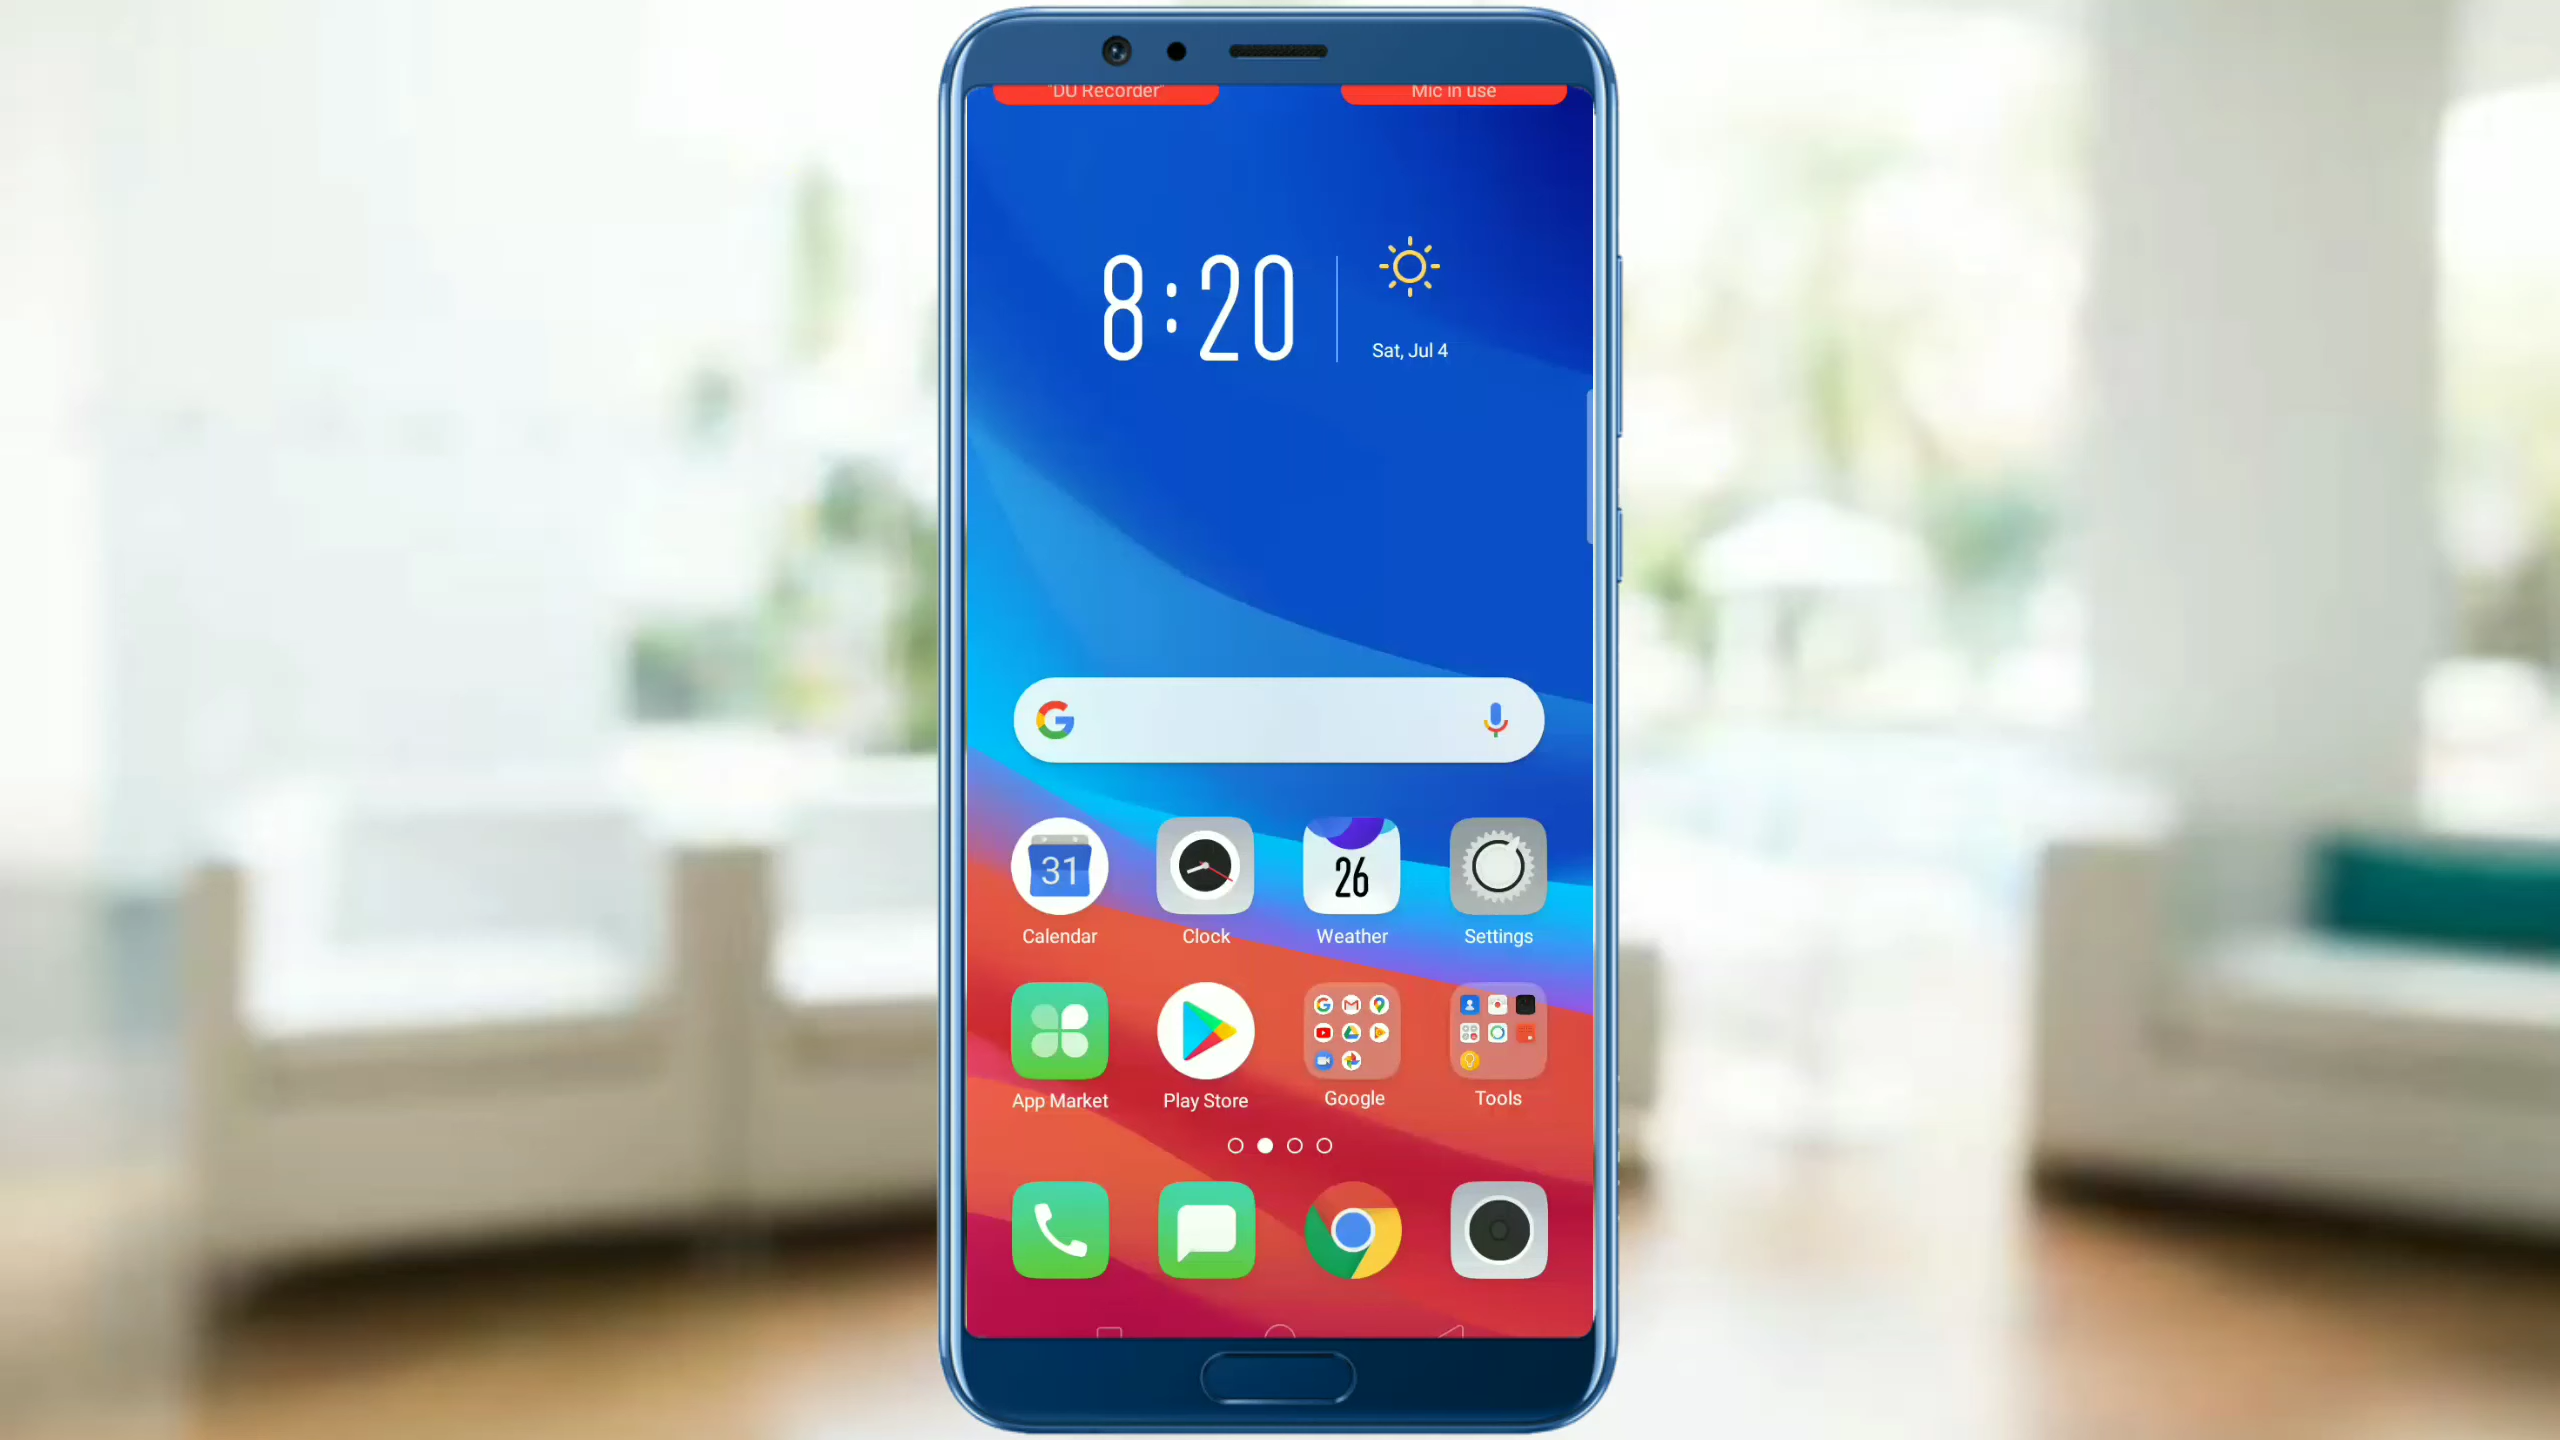 "DU Recorder"
Mic in use
8:20
Sat, Jul 4
G
31
26
Calendar
Clock
Weather
Settings
App Market
Play Store
Google
Tools